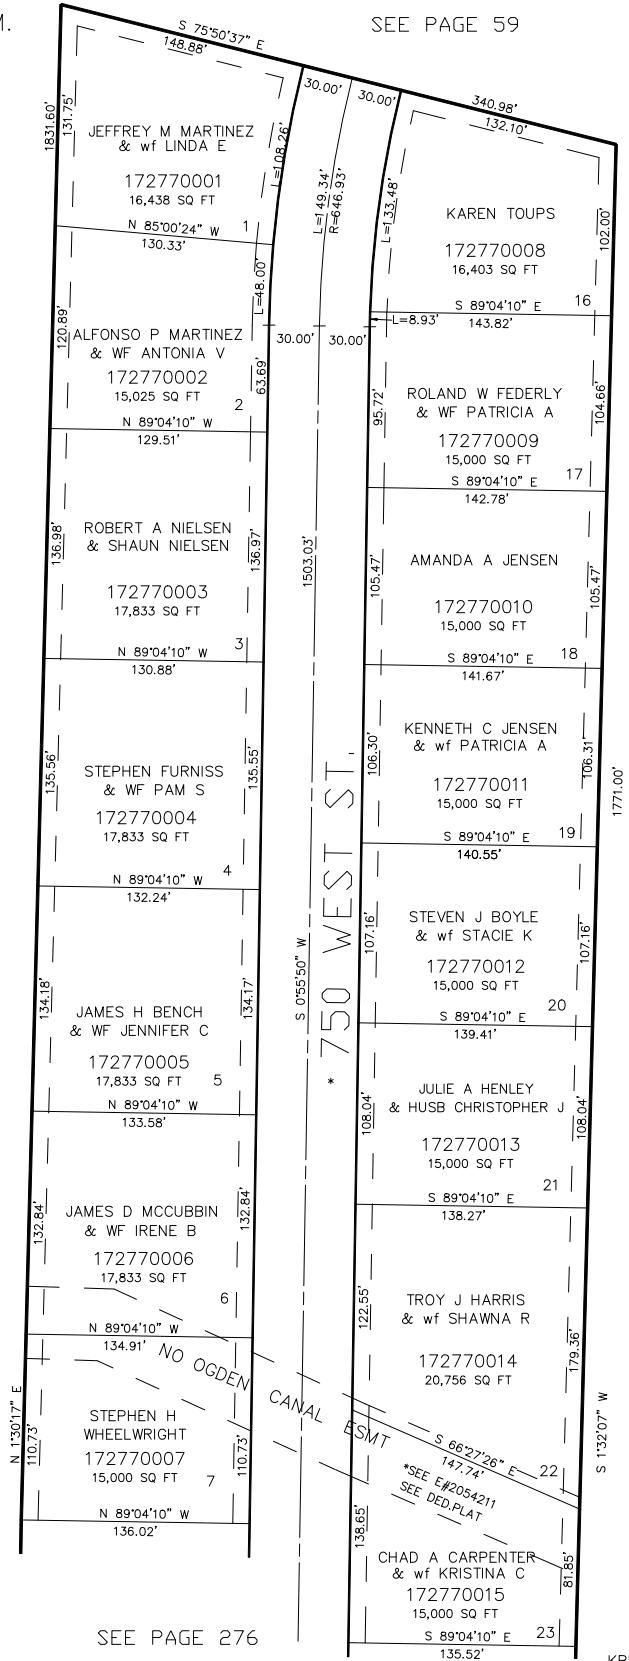 M.
SEE PAGE 59
S 75°50'37" E
148.88'
30.00'
30.00'
340.98'
132.10'
1831.60'
131.75'
JEFFREY M MARTINEZ
& wf LINDA E
172770001
16,438 SQ FT
L=108.26'
L=149.34'
R=646.93'
L=133.48'
KAREN TOUPS
172770008
16,403 SQ FT
102.00'
N 85°00'24" W
1
130.33'
S 89°04'10" E
16
143.82'
L=48.00'
L=8.93'
30.00'
30.00'
120.89'
ALFONSO P MARTINEZ
& WF ANTONIA V
172770002
15,025 SQ FT
2
63.69'
N 89°04'10" W
129.51'
95.72'
ROLAND W FEDERLY
& WF PATRICIA A
172770009
15,000 SQ FT
104.66'
S 89°04'10" E
17
142.78'
136.98'
ROBERT A NIELSEN
& SHAUN NIELSEN
172770003
17,833 SQ FT
136.97'
3
N 89°04'10" W
130.88'
1503.03'
105.47'
AMANDA A JENSEN
172770010
15,000 SQ FT
105.47'
S 89°04'10" E
18
141.67'
135.56'
STEPHEN FURNISS
& WF PAM S
172770004
17,833 SQ FT
135.55'
4
N 89°04'10" W
132.24'
106.30'
KENNETH C JENSEN
& wf PATRICIA A
172770011
15,000 SQ FT
106.31'
1771.00'
S 89°04'10" E
19
140.55'
* 750 WEST ST.
S 0°55'50" W
134.18'
JAMES H BENCH
& WF JENNIFER C
172770005
17,833 SQ FT
5
134.17'
N 89°04'10" W
133.58'
107.16'
STEVEN J BOYLE
& wf STACIE K
172770012
15,000 SQ FT
107.16'
20
S 89°04'10" E
139.41'
108.04'
JULIE A HENLEY
& HUSB CHRISTOPHER J
172770013
15,000 SQ FT
108.04'
21
S 89°04'10" E
138.27'
132.84'
JAMES D MCCUBBIN
& WF IRENE B
172770006
17,833 SQ FT
132.84'
6
N 89°04'10" W
134.91'
122.55'
TROY J HARRIS
& wf SHAWNA R
172770014
20,756 SQ FT
179.36'
NO OGDEN CANAL ESMT
S 66°27'26" E
22
147.74'
*SEE E#2054211
SEE DED.PLAT
N 1°30'17" E
S 1°32'07" W
110.73'
STEPHEN H
WHEELWRIGHT
172770007
15,000 SQ FT
7
110.73'
N 89°04'10" W
136.02'
138.65'
CHAD A CARPENTER
& wf KRISTINA C
172770015
15,000 SQ FT
81.85'
23
S 89°04'10" E
135.52'
SEE PAGE 276